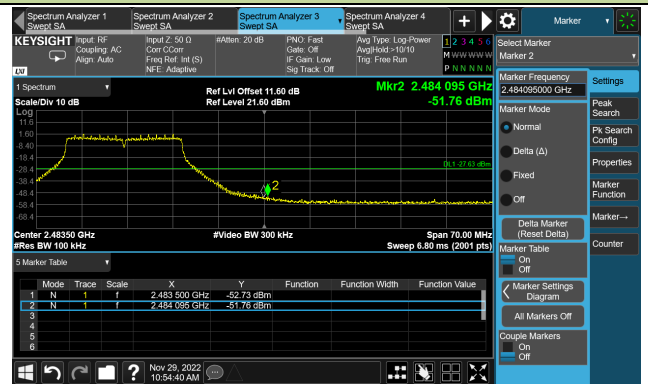 Spectrum Analyzer 1
Swept SA
Spectrum Analyzer 2
Swept SA
Spectrum Analyzer 3
Swept SA
Spectrum Analyzer 4
Swept SA
Marker
KEYSIGHT
Input: RF
Coupling: AC
Align: Auto
Input Z: 50 Ω
Corr CCorr
Freq Ref: Int (S)
NFE: Adaptive
#Atten: 20 dB
PNO: Fast
Gate: Off
IF Gain: Low
Sig Track: Off
Avg Type: Log-Power
Avg|Hold:>10/10
Trig: Free Run
1 2 3 4 5 6
M W W W W W
P N N N N N
LXI
Select Marker
Marker 2
1 Spectrum
Scale/Div 10 dB
Log
Ref Lvl Offset 11.60 dB
Ref Level 21.60 dBm
Mkr2 2.484 095 GHz
-51.76 dBm
11.6
1.60
-8.40
-18.4
-28.4
-38.4
-48.4
-58.4
-68.4
DL1 -27.63 dBm
2
Center 2.48350 GHz
#Res BW 100 kHz
#Video BW 300 kHz
Span 70.00 MHz
Sweep 6.80 ms (2001 pts)
Marker Frequency
2.484095000 GHz
Marker Mode
Normal
Delta (Δ)
Fixed
Off
Delta Marker
(Reset Delta)
Marker Table
On
Off
Marker Settings
Diagram
All Markers Off
Couple Markers
On
Off
Settings
Peak
Search
Pk Search
Config
Properties
Marker
Function
Marker→
Counter
5 Marker Table
Mode Trace Scale X Y Function Function Width Function Value
1 N 1 f 2.483 500 GHz -52.73 dBm
2 N 1 f 2.484 095 GHz -51.76 dBm
3
4
5
6
Nov 29, 2022
10:54:40 AM